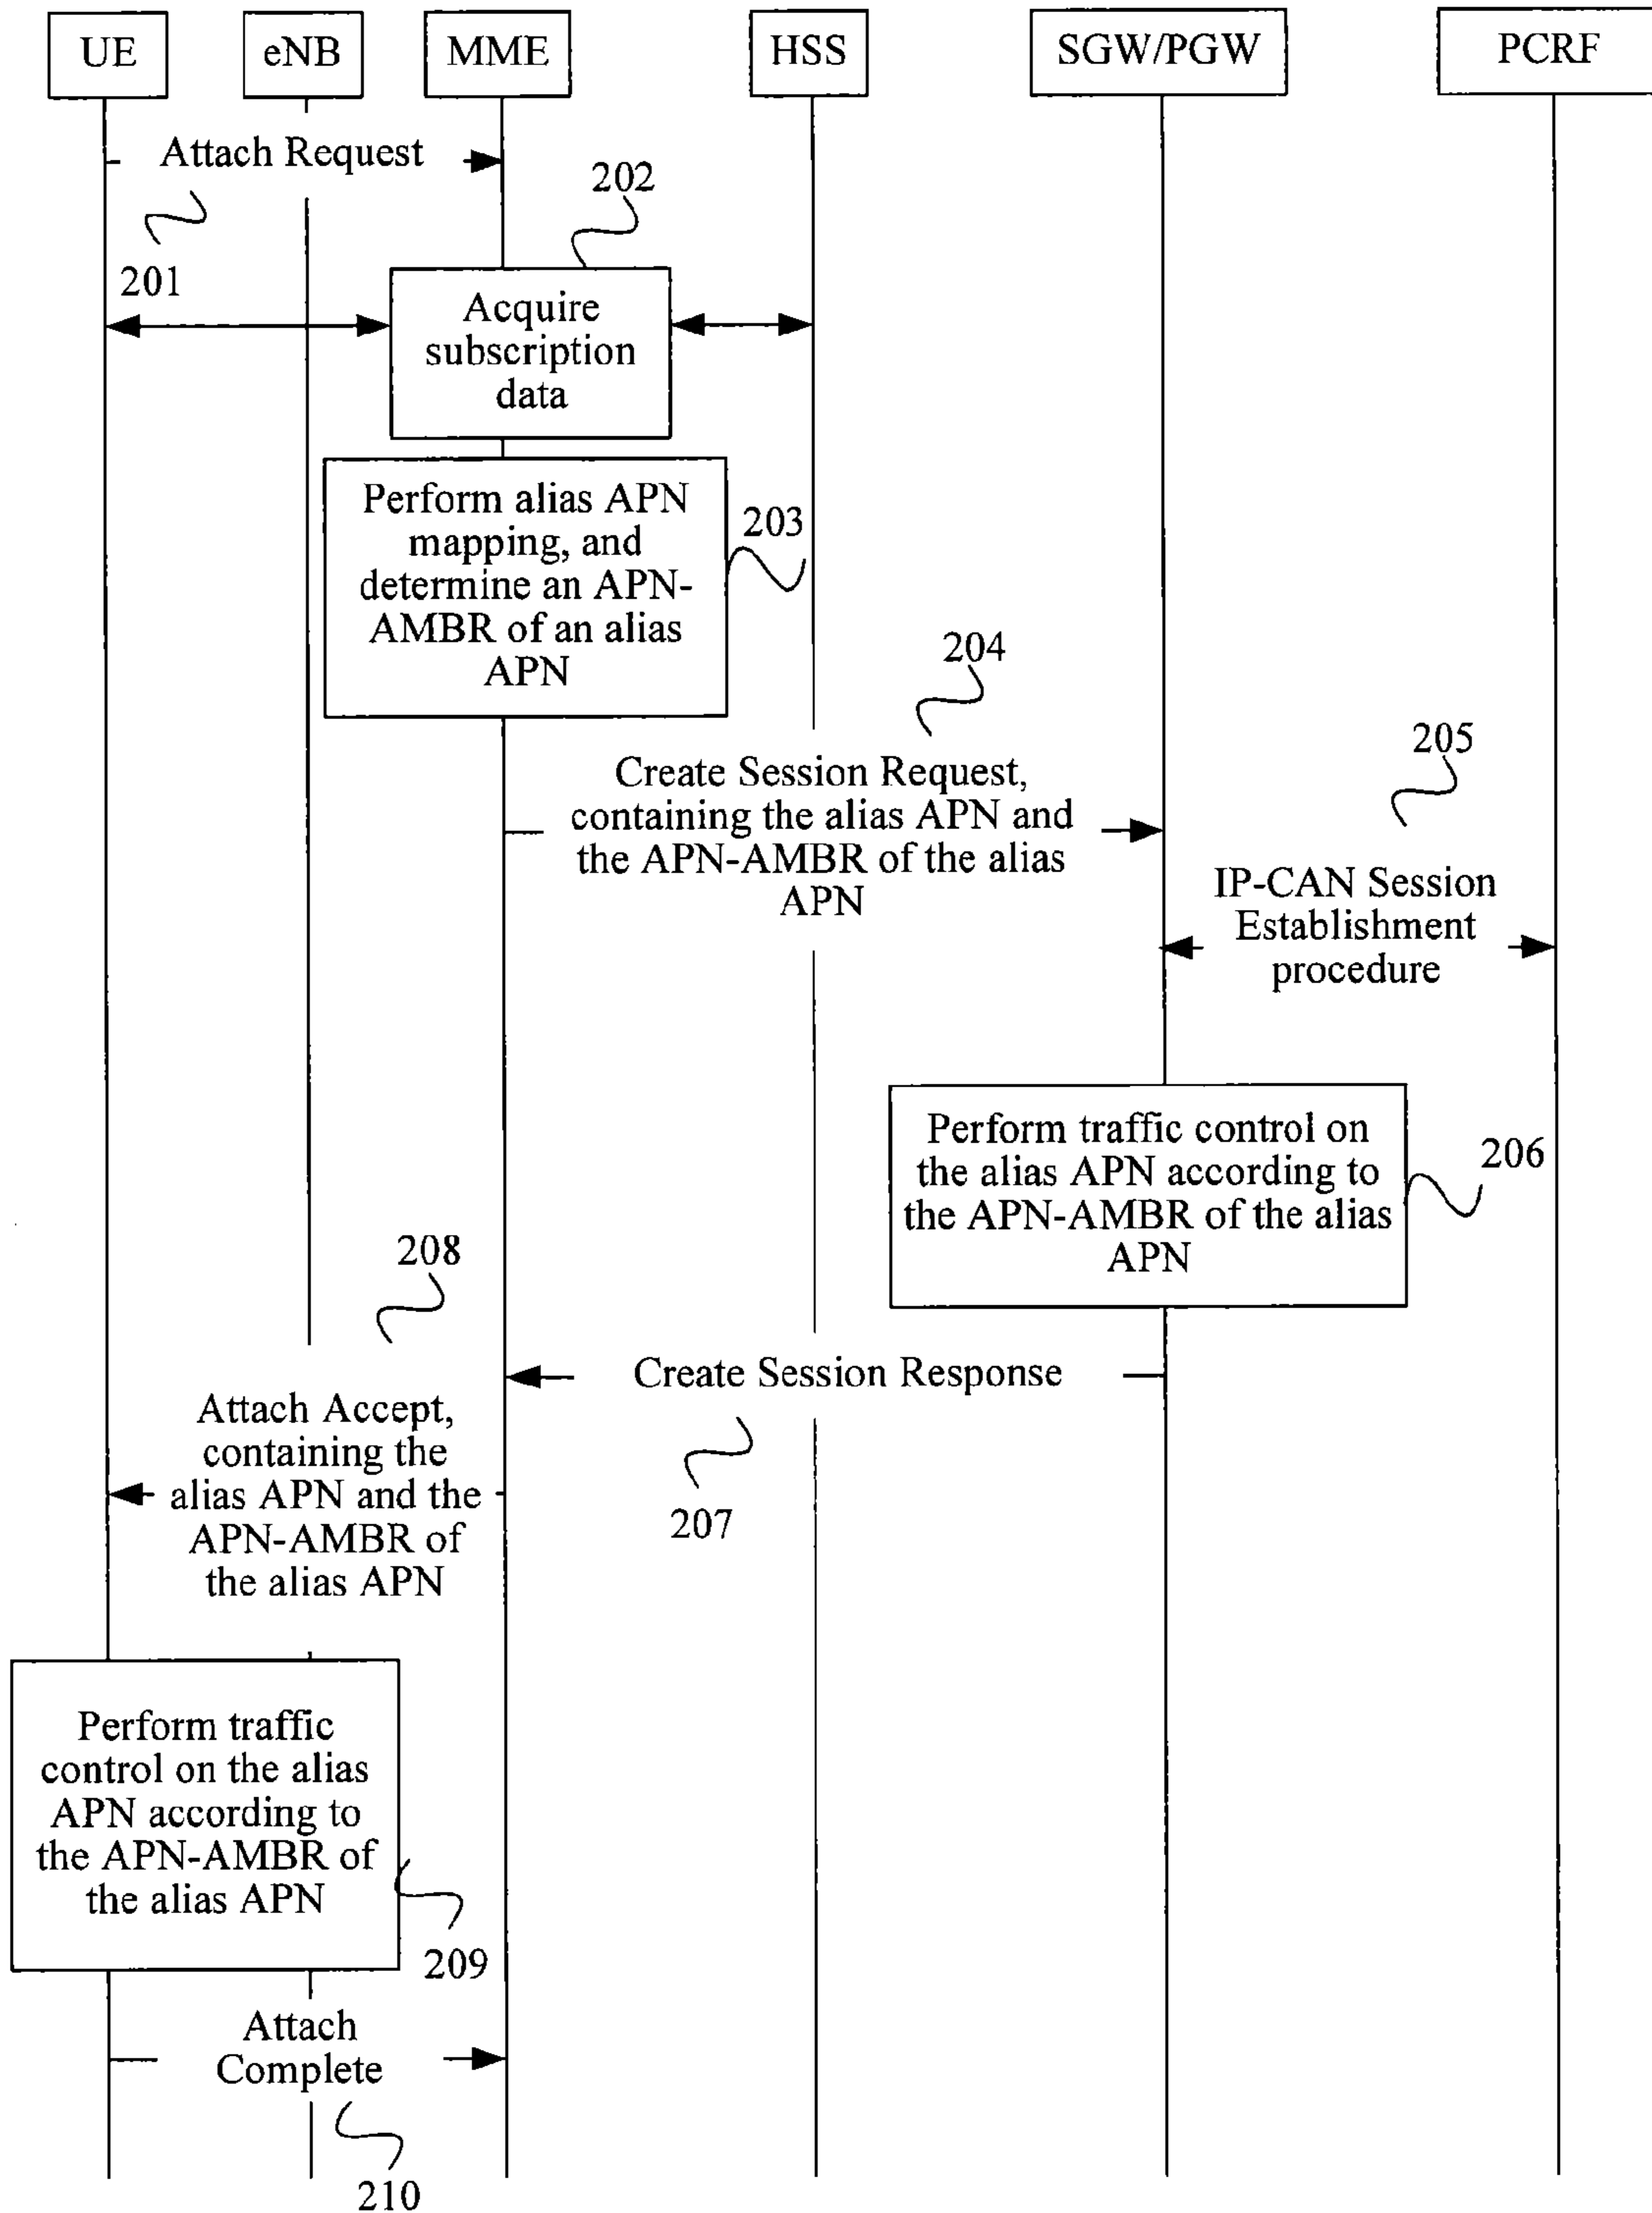 UE
eNB
MME
HSS
SGW/PGW
PCRF
Attach Request
201
202
Acquire
subscription
data
Perform alias APN
mapping, and
determine an APN-
AMBR of an alias
APN
203
204
Create Session Request,
containing the alias APN and
the APN-AMBR of the alias
APN
205
IP-CAN Session
Establishment
procedure
Perform traffic control on
the alias APN according to
the APN-AMBR of the alias
APN
206
Create Session Response
207
208
Attach Accept,
containing the
alias APN and the
APN-AMBR of
the alias APN
Perform traffic
control on the alias
APN according to
the APN-AMBR of
the alias APN
209
Attach
Complete
210